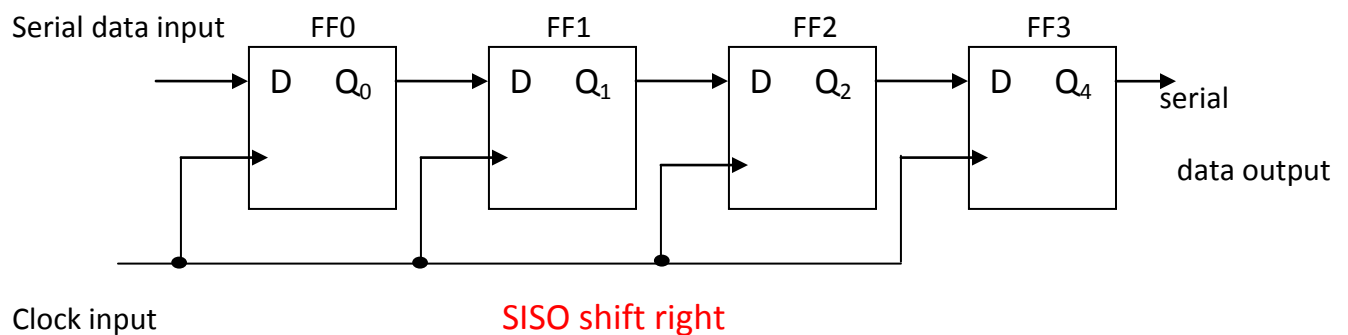 Serial data input FF0 FF1 FF2 FF3
D Q₀ D Q₁ D Q₂ D Q₄
serial
data output
Clock input SISO shift right